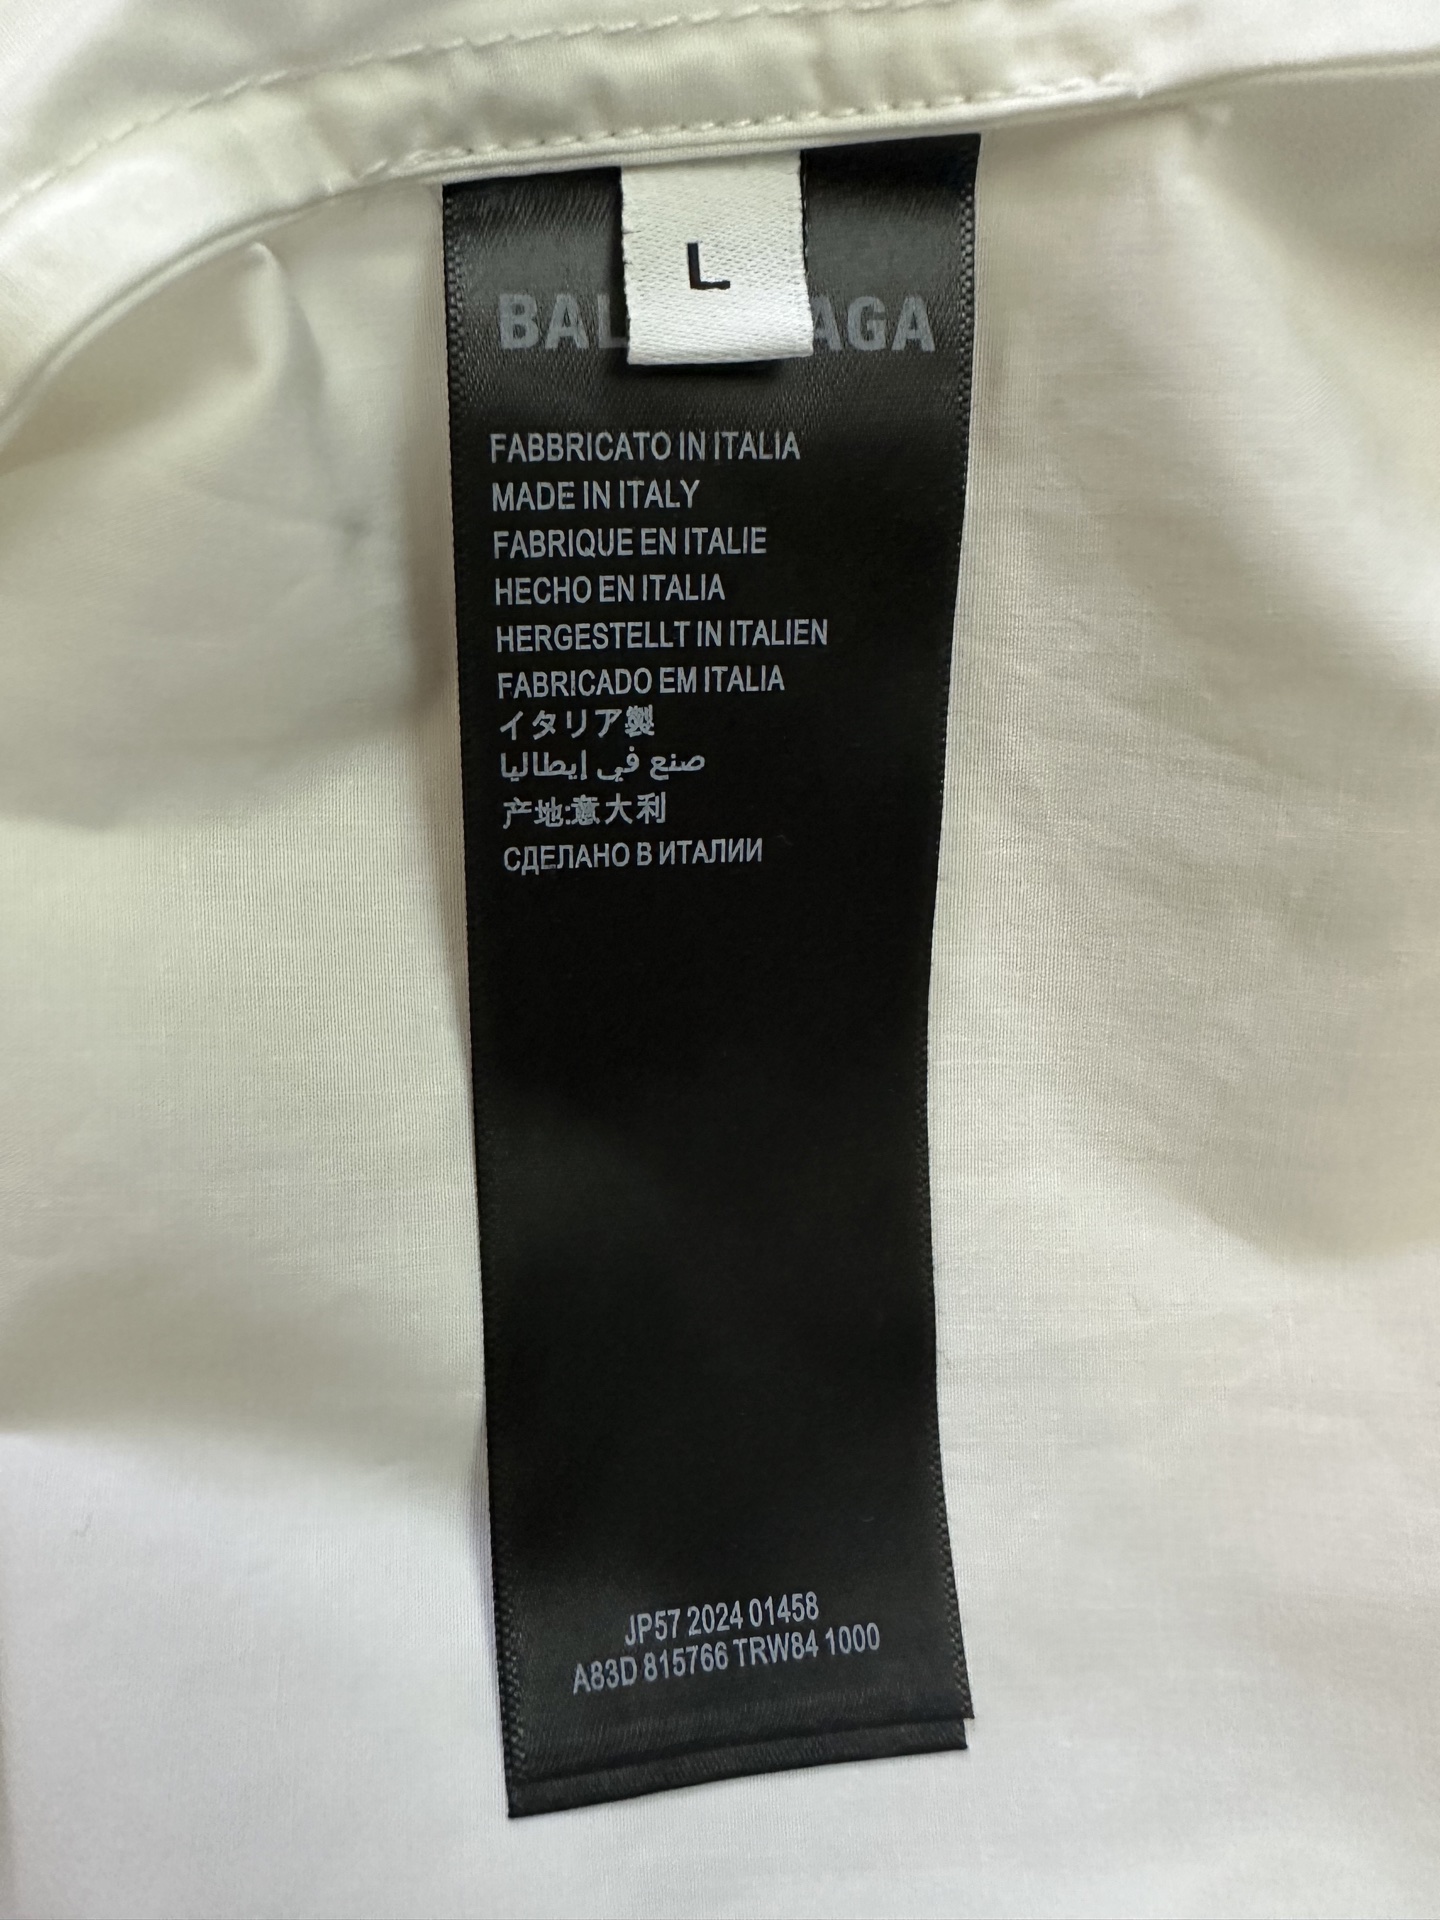 L
BAL AGA
FABBRICATO IN ITALIA
MADE IN ITALY
FABRIQUE EN ITALIE
HECHO EN ITALIA
HERGESTELLT IN ITALIEN
FABRICADO EM ITALIA
イタリア製
صنع في إيطاليا
产地:意大利
СДЕЛАНО В ИТАЛИИ
JP57 2024 01458
A83D 815766 TRW84 1000